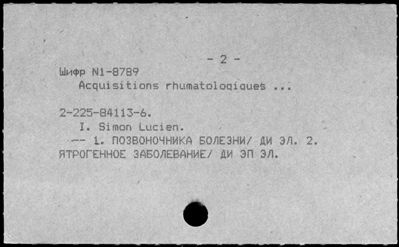 - 2 -
Шифр N1-8789
Acquisitions rhumatologiques ...
2-225-84113-6.
I. Simon Lucien.
-- 1. ПОЗВОНОЧНИКА БОЛЕЗНИ/ ДИ ЭЛ. 2.
ЯТРОГЕННОЕ ЗАБОЛЕВАНИЕ/ ДИ ЭП ЭЛ.